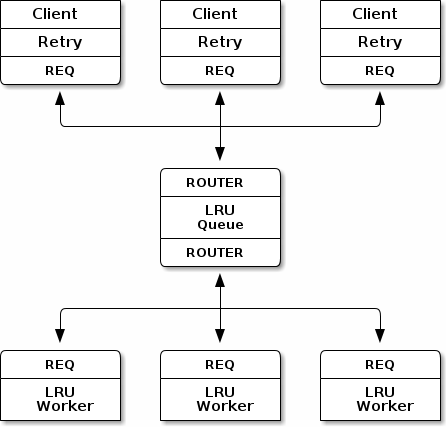 Client Client Client
Retry Retry Retry
REQ REQ REQ
ROUTER
LRU
Queue
ROUTER
REQ REQ REQ
LRU LRU LRU
Worker Worker Worker